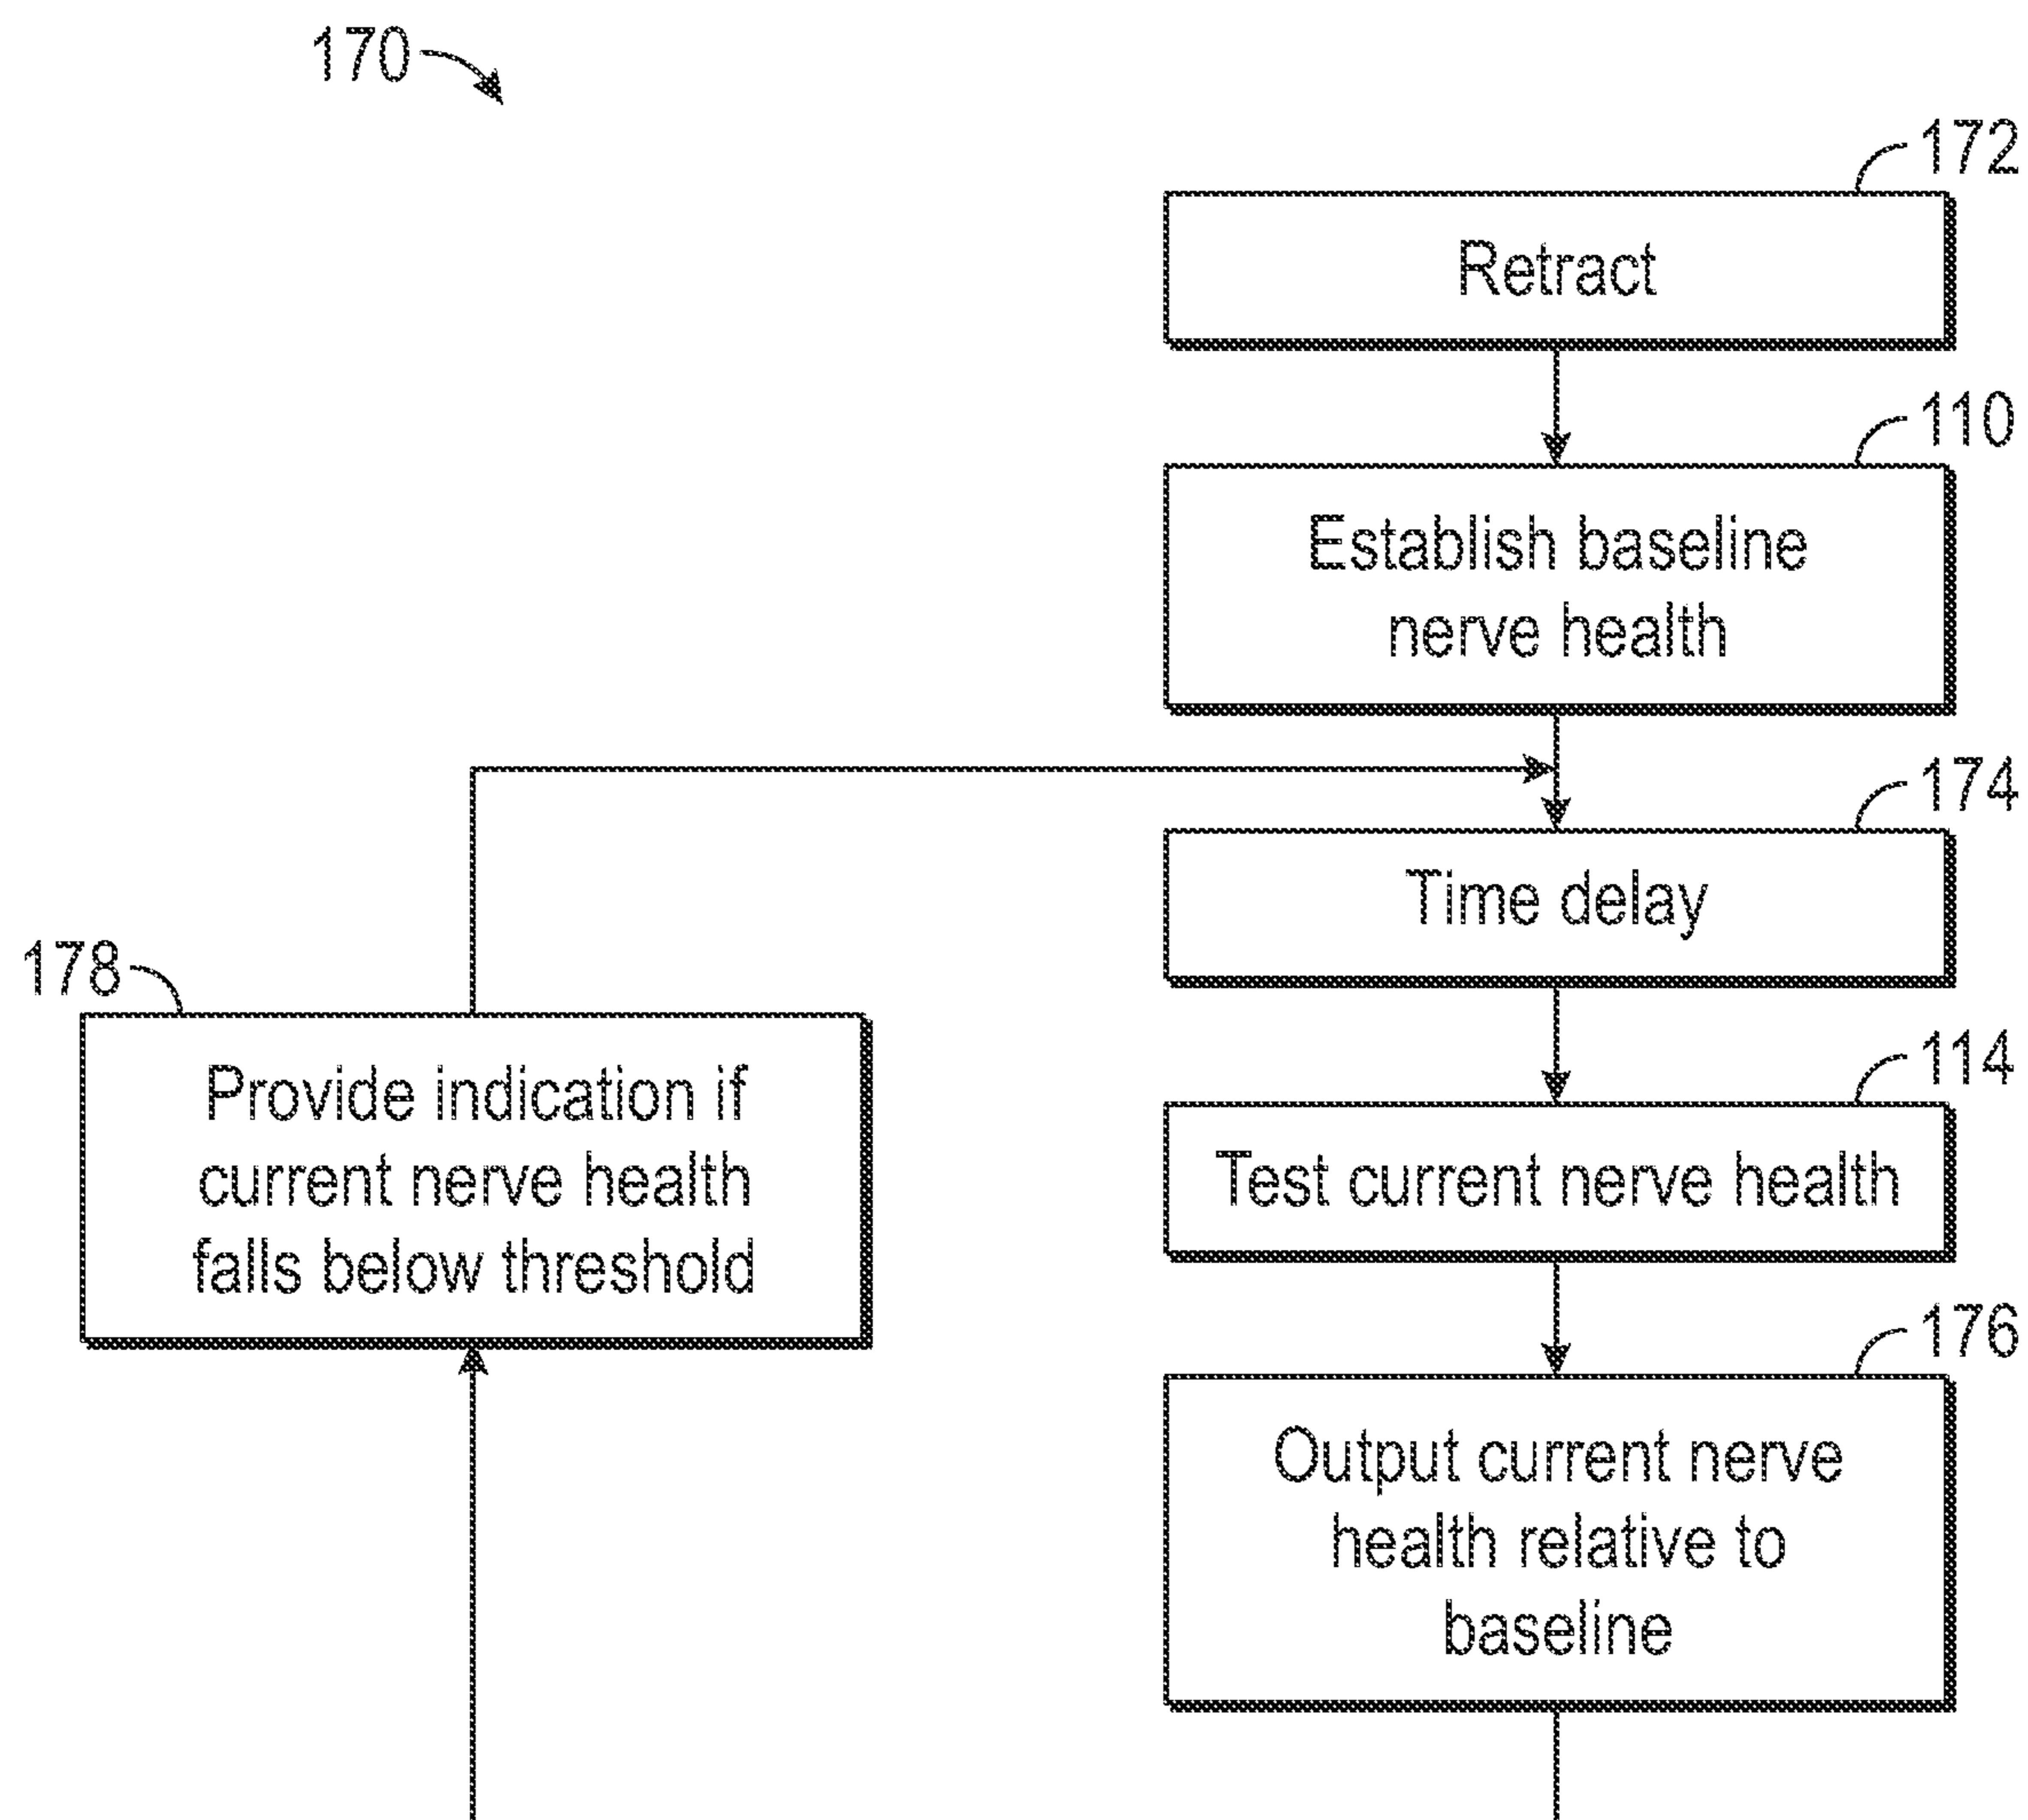 170
172
Retract
110
Establish baseline
nerve health
174
Time delay
178
Provide indication if
current nerve health
falls below threshold
114
Test current nerve health
176
Output current nerve
health relative to
baseline